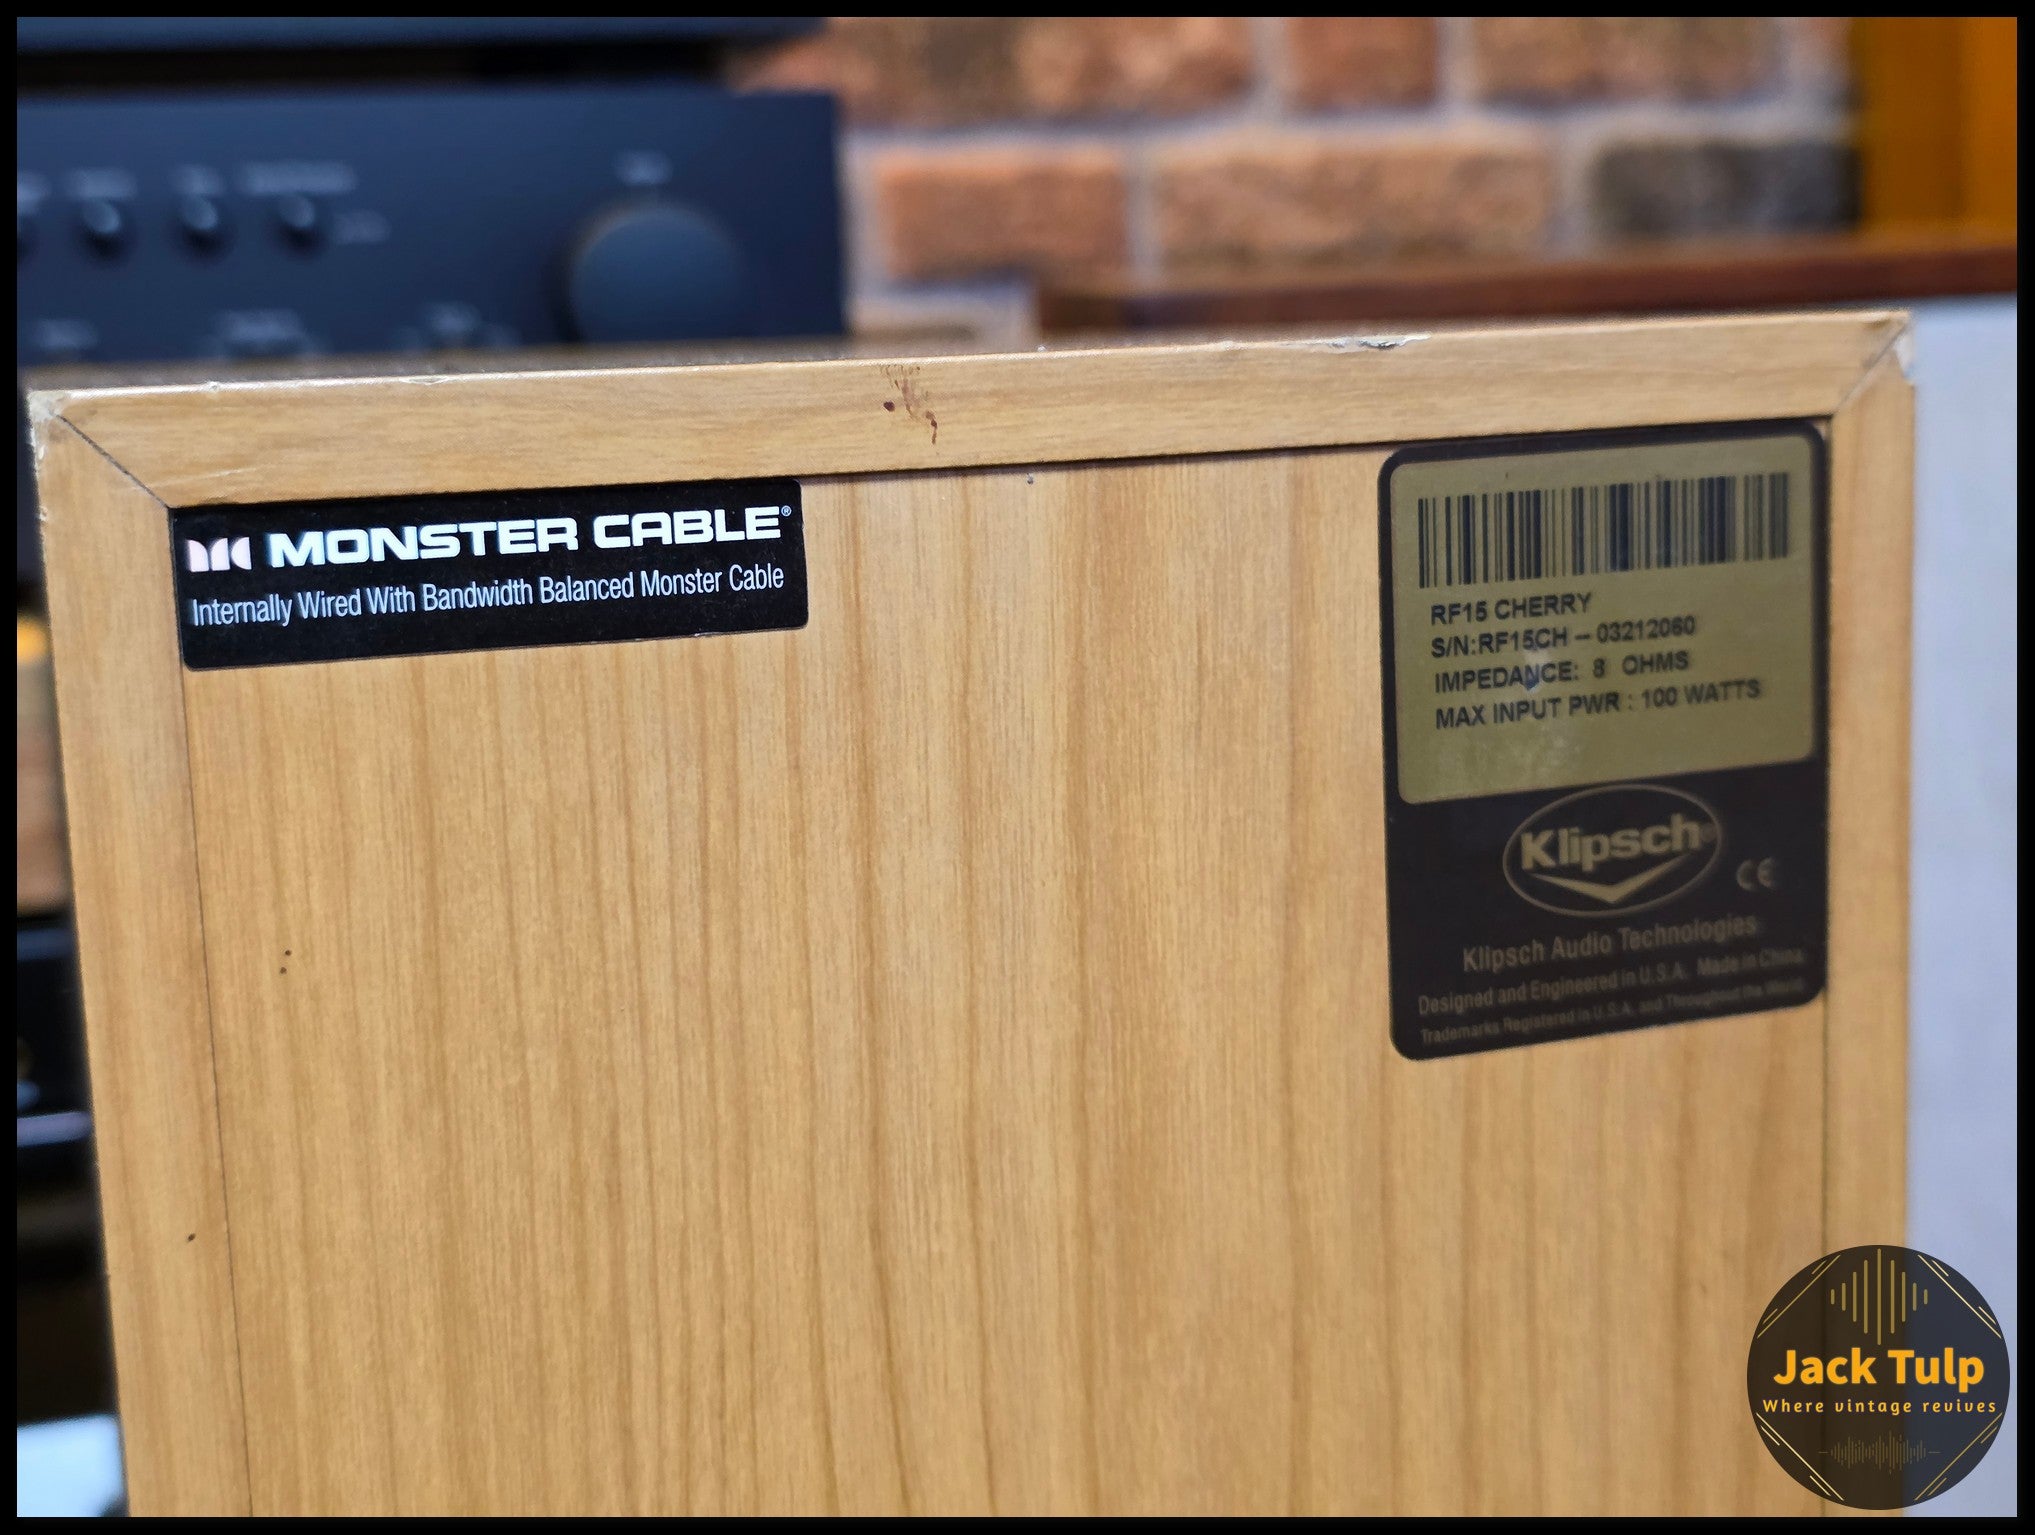 MONSTER CABLE®
Internally Wired With Bandwidth Balanced Monster Cable
RF15 CHERRY
S/N:RF15CH – 03212060
IMPEDANCE: 8 OHMS
MAX INPUT PWR : 100 WATTS
Klipsch®
CE
Klipsch Audio Technologies
Designed and Engineered in U.S.A. Made in China
Trademarks Registered in U.S.A. and Throughout the World
Jack Tulp
Where vintage revives